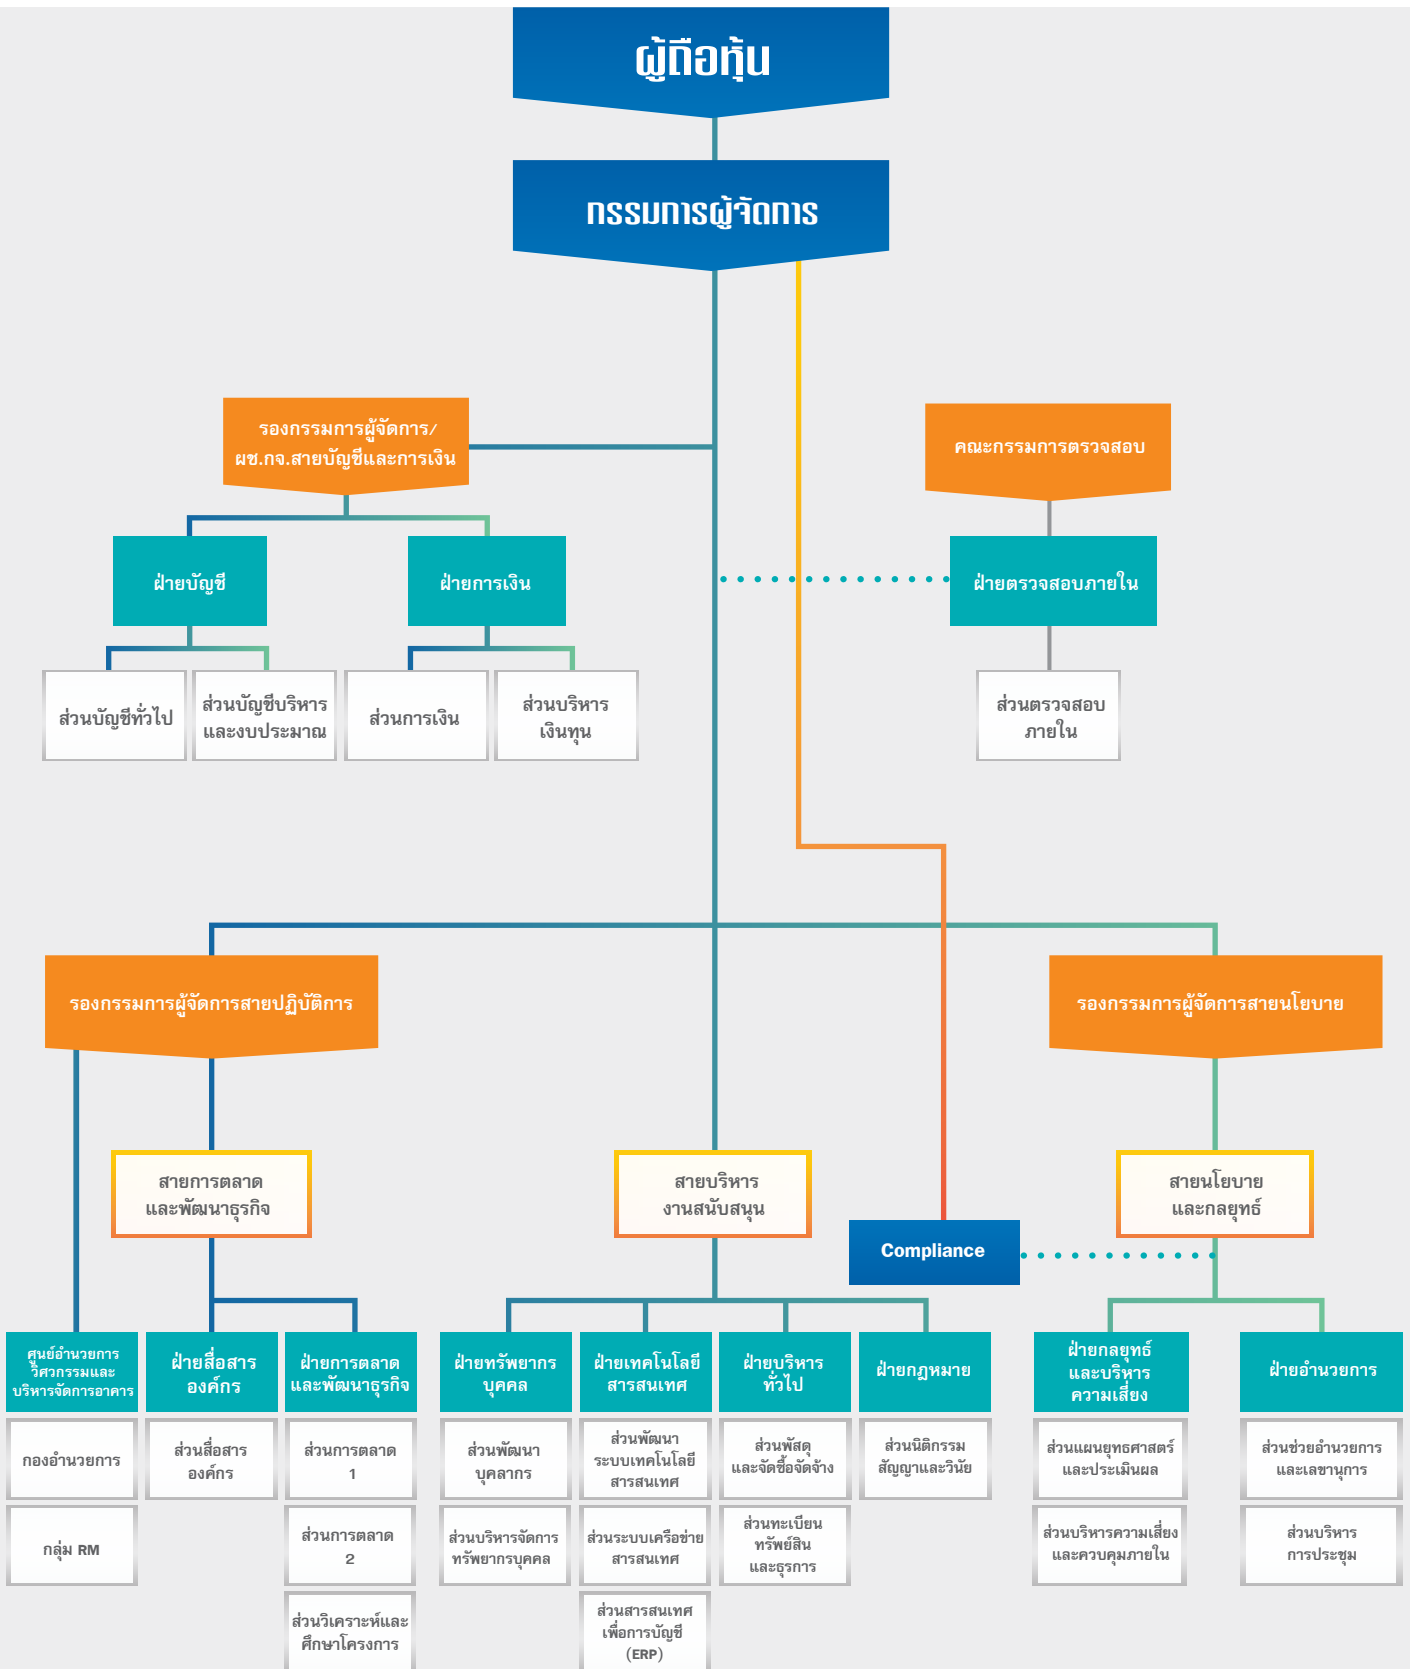 ผู้ถือหุ้น
กรรมการผู้จัดการ
รองกรรมการผู้จัดการ/
ผช.กจ.สายบัญชีและการเงิน
คณะกรรมการตรวจสอบ
ฝ่ายบัญชี
ฝ่ายการเงิน
ฝ่ายตรวจสอบภายใน
ส่วนบัญชีทั่วไป
ส่วนบัญชีบริหาร
และงบประมาณ
ส่วนการเงิน
ส่วนบริหาร
เงินทุน
ส่วนตรวจสอบ
ภายใน
รองกรรมการผู้จัดการสายปฏิบัติการ
รองกรรมการผู้จัดการสายนโยบาย
สายการตลาด
และพัฒนาธุรกิจ
สายบริหาร
งานสนับสนุน
สายนโยบาย
และกลยุทธ์
Compliance
ศูนย์อำนวยการ
วิศวกรรมและ
บริหารจัดการอาคาร
ฝ่ายสื่อสาร
องค์กร
ฝ่ายการตลาด
และพัฒนาธุรกิจ
ฝ่ายทรัพยากร
บุคคล
ฝ่ายเทคโนโลยี
สารสนเทศ
ฝ่ายบริหาร
ทั่วไป
ฝ่ายกฎหมาย
ฝ่ายกลยุทธ์
และบริหาร
ความเสี่ยง
ฝ่ายอำนวยการ
กองอำนวยการ
ส่วนสื่อสาร
องค์กร
ส่วนการตลาด
1
ส่วนพัฒนา
บุคลากร
ส่วนพัฒนา
ระบบเทคโนโลยี
สารสนเทศ
ส่วนพัสดุ
และจัดซื้อจัดจ้าง
ส่วนนิติกรรม
สัญญาและวินัย
ส่วนแผนยุทธศาสตร์
และประเมินผล
ส่วนช่วยอำนวยการ
และเลขานุการ
กลุ่ม RM
ส่วนการตลาด
2
ส่วนบริหารจัดการ
ทรัพยากรบุคคล
ส่วนระบบเครือข่าย
สารสนเทศ
ส่วนทะเบียน
ทรัพย์สิน
และธุรการ
ส่วนบริหารความเสี่ยง
และควบคุมภายใน
ส่วนบริหาร
การประชุม
ส่วนวิเคราะห์และ
ศึกษาโครงการ
ส่วนสารสนเทศ
เพื่อการบัญชี
(ERP)